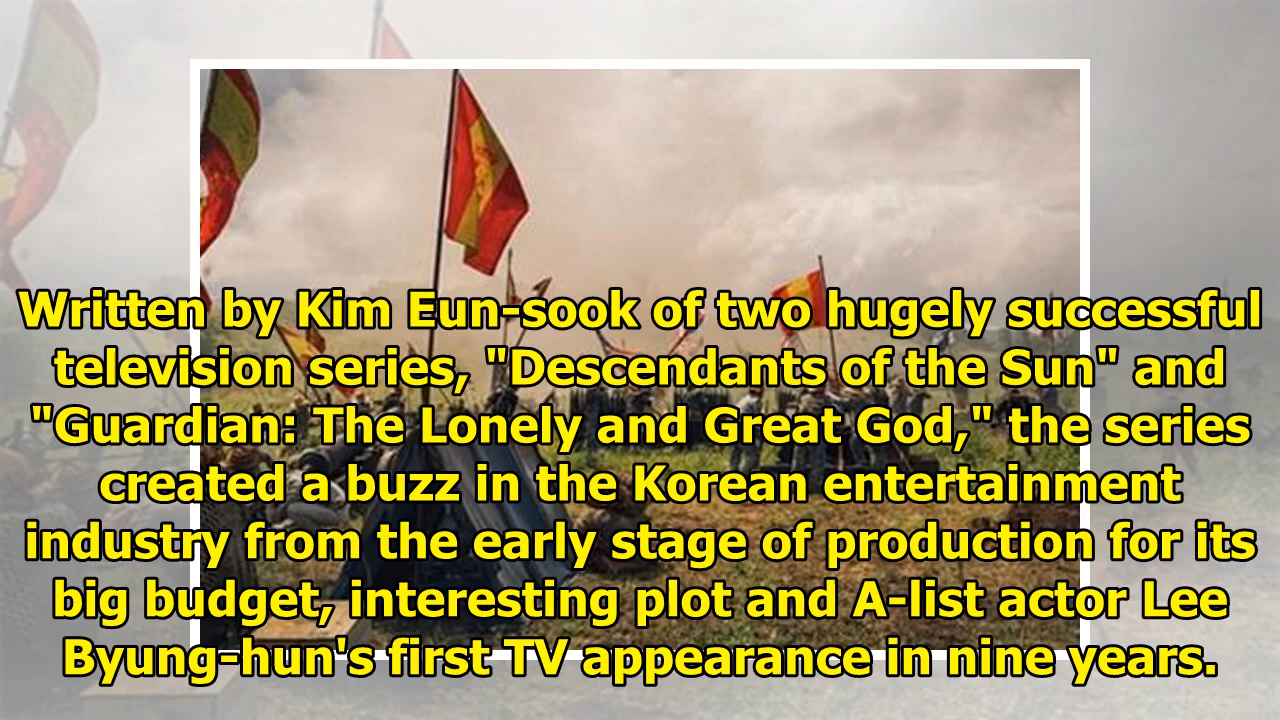 Written by Kim Eun-sook of two hugely successful
television series, "Descendants of the Sun" and
"Guardian: The Lonely and Great God," the series
created a buzz in the Korean entertainment
industry from the early stage of production for its
big budget, interesting plot and A-list actor Lee
Byung-hun's first TV appearance in nine years.